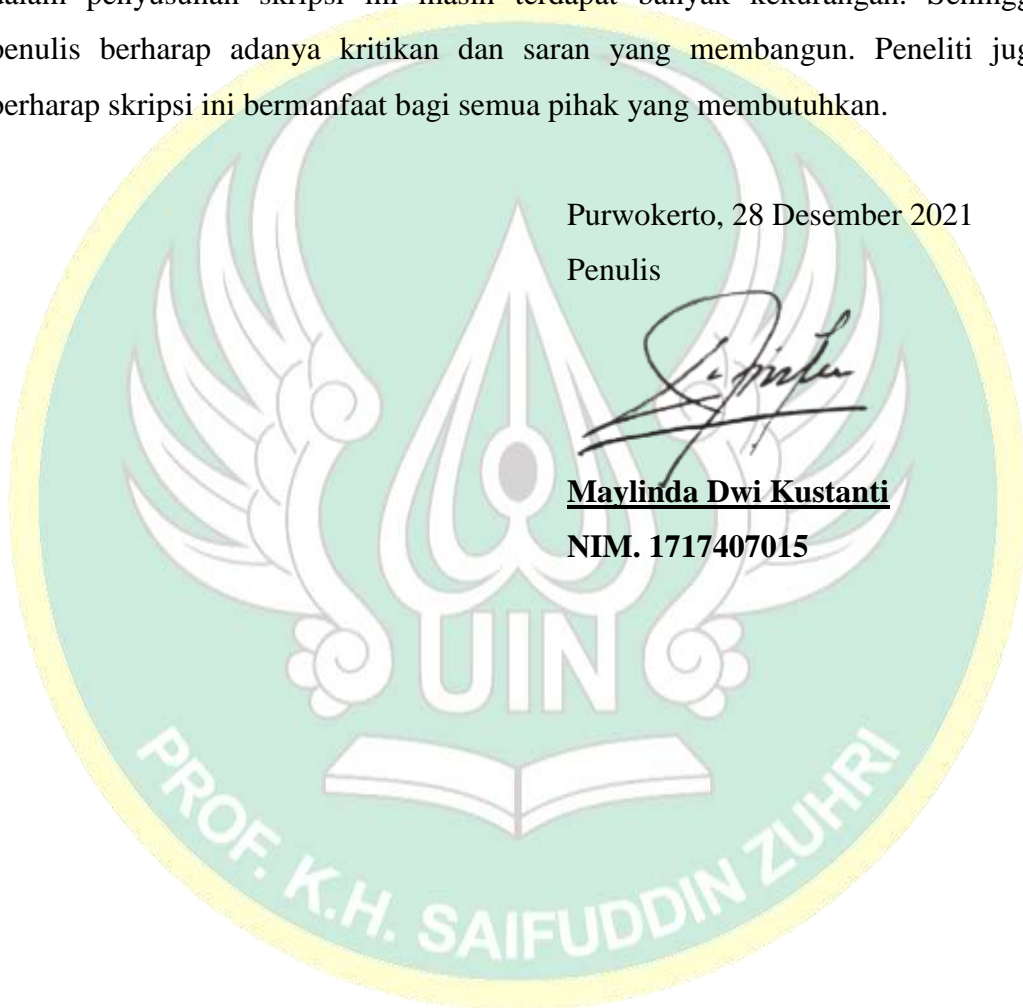 dalam penyusunan skripsi ini masih terdapat banyak kekurangan. Sehingg
penulis berharap adanya kritikan dan saran yang membangun. Peneliti jug
berharap skripsi ini bermanfaat bagi semua pihak yang membutuhkan.
Purwokerto, 28 Desember 2021
Penulis
Maylinda Dwi Kustanti
NIM. 1717407015
UIN
PROF. K.H. SAIFUDDIN ZUHRI